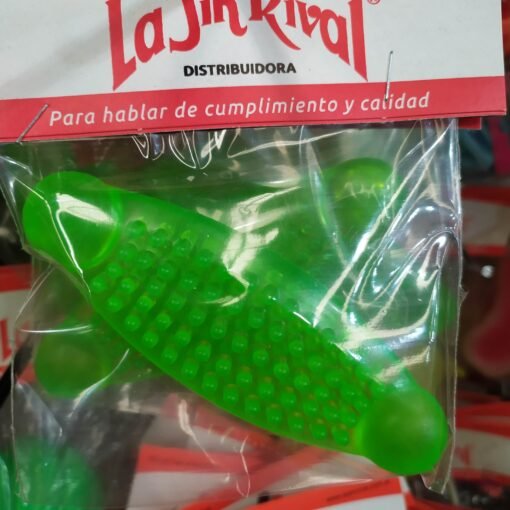 La Sin Rival®
DISTRIBUIDORA
Para hablar de cumplimiento y calidad